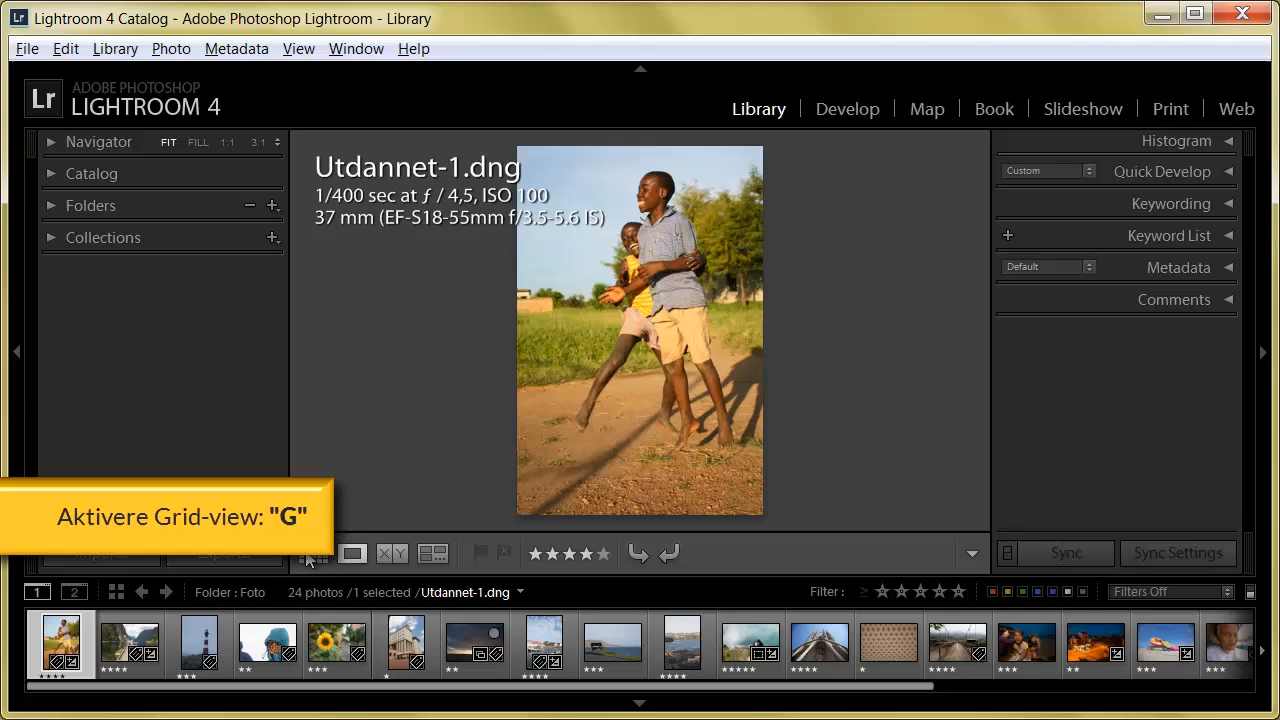 Lightroom 4 Catalog - Adobe Photoshop Lightroom - Library
File Edit Library Photo Metadata View Window Help
Lr ADOBE PHOTOSHOP
LIGHTROOM 4
Library | Develop | Map | Book | Slideshow | Print | Web
Navigator FIT FILL 1:1 3:1
Catalog
Folders
Collections
Utdannet-1.dng
1/400 sec at ƒ / 4,5, ISO 100
37 mm (EF-S18-55mm f/3.5-5.6 IS)
Histogram
Custom Quick Develop
Keywording
Keyword List
Default Metadata
Comments
Aktivere Grid-view: "G"
X Y
Sync Sync Settings
1 2 Folder : Foto 24 photos /1 selected /Utdannet-1.dng Filter : Filters Off